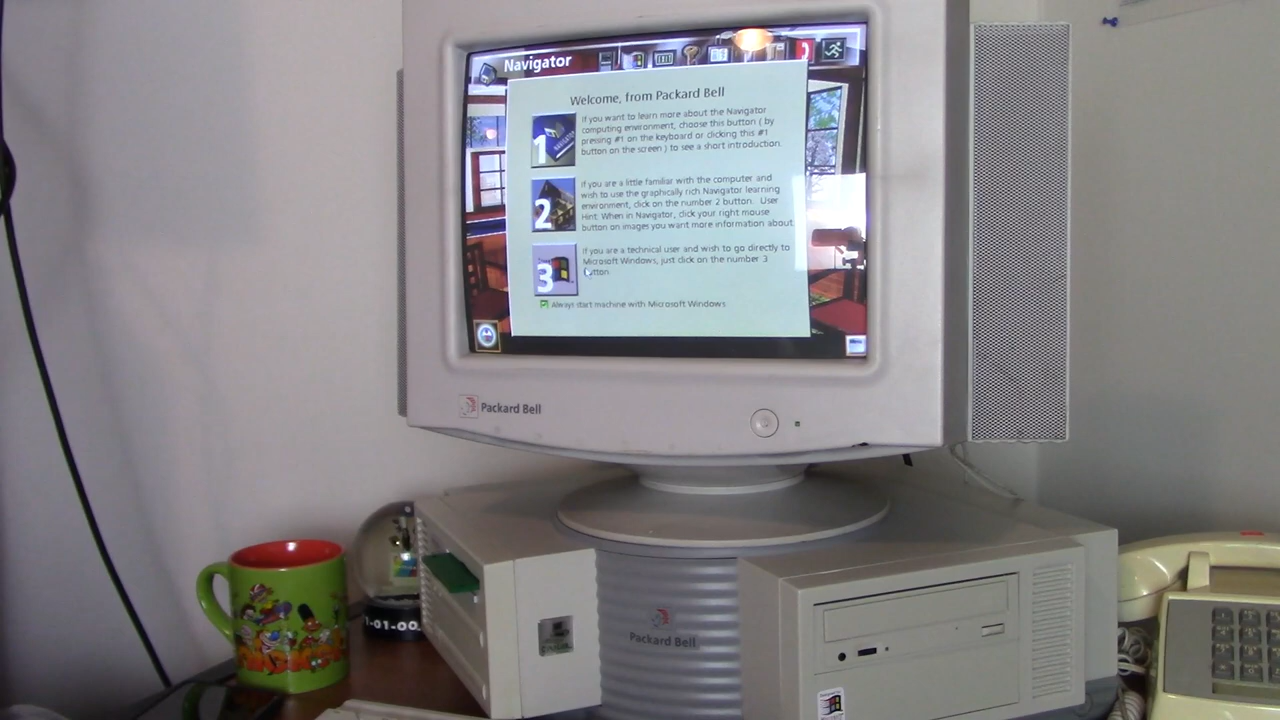 Navigator
EXIT
Welcome, from Packard Bell
1
If you want to learn more about the Navigator
computing environment, choose this button ( by
pressing #1 on the keyboard or clicking this #1
button on the screen ) to see a short introduction.
2
If you are a little familiar with the computer and
wish to use the graphically rich Navigator learning
environment, click on the number 2 button. User
Hint: When in Navigator, click your right mouse
button on images you want more information about
3
If you are a technical user and wish to go directly to
Microsoft Windows, just click on the number 3
button
Always start machine with Microsoft Windows
Packard Bell
1-01-00
Packard Bell